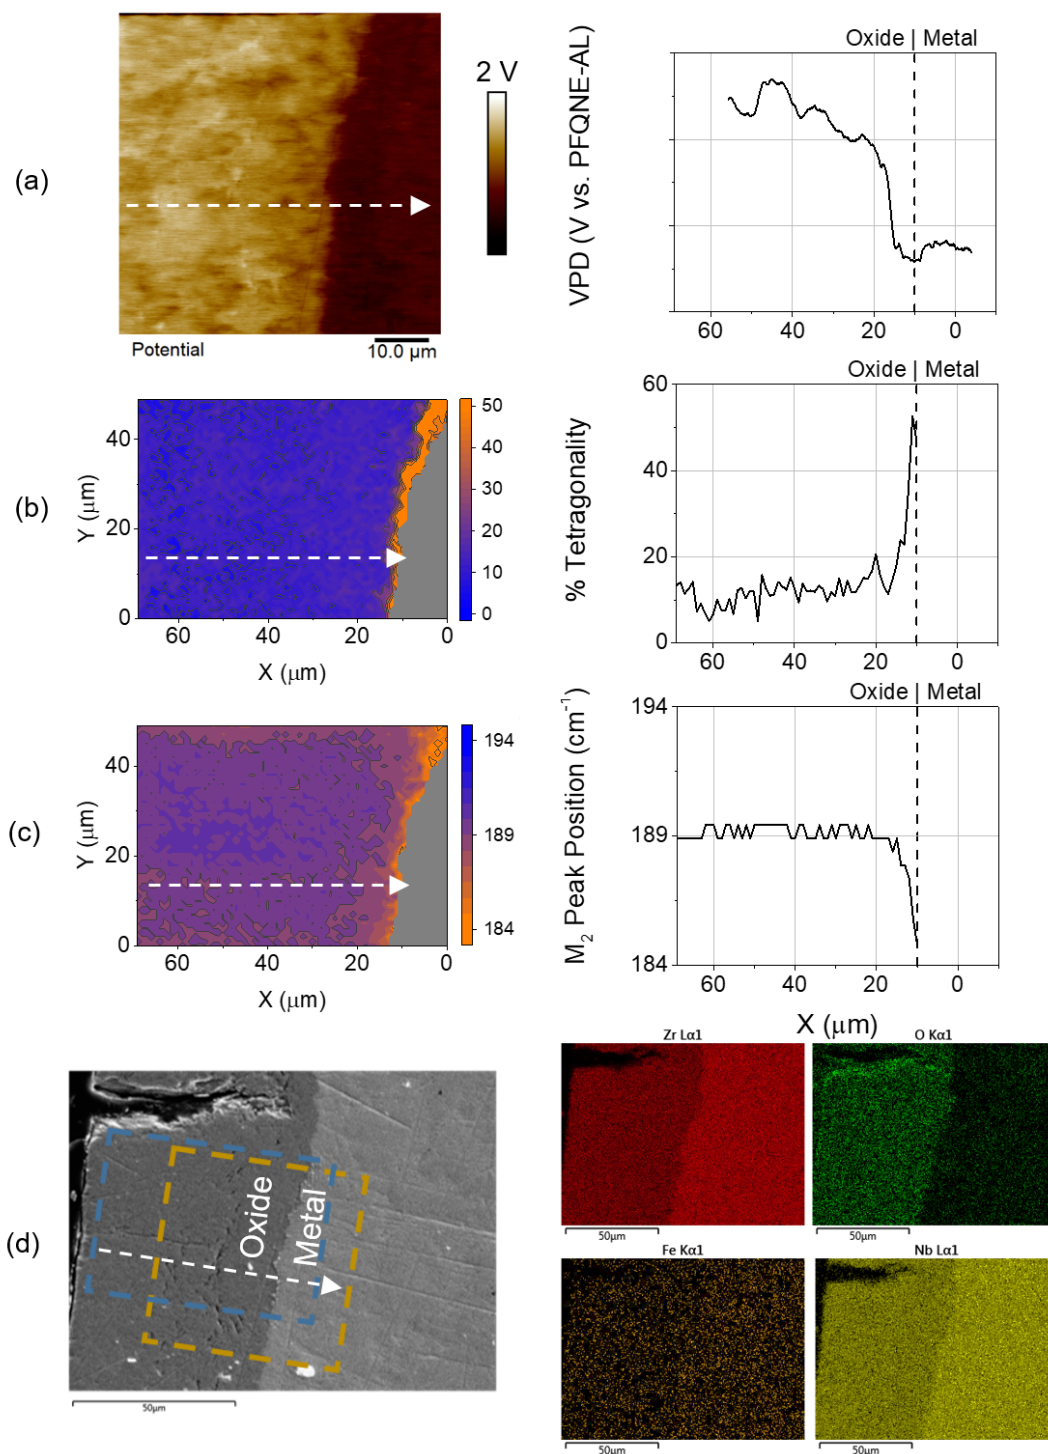 (a)
2 V
Potential
10.0 μm
Oxide | Metal
VPD (V vs. PFQNE-AL)
60 40 20 0
(b)
Y (μm)
40
20
0
60 40 20 0
X (μm)
50
40
30
20
10
0
Oxide | Metal
% Tetragonality
60
40
20
0
60 40 20 0
(c)
Y (μm)
40
20
0
60 40 20 0
X (μm)
194
189
184
Oxide | Metal
M₂ Peak Position (cm⁻¹)
194
189
184
60 40 20 0
X (μm)
(d)
Oxide
Metal
50μm
Zr Lα1
50μm
O Kα1
50μm
Fe Kα1
50μm
Nb Lα1
50μm